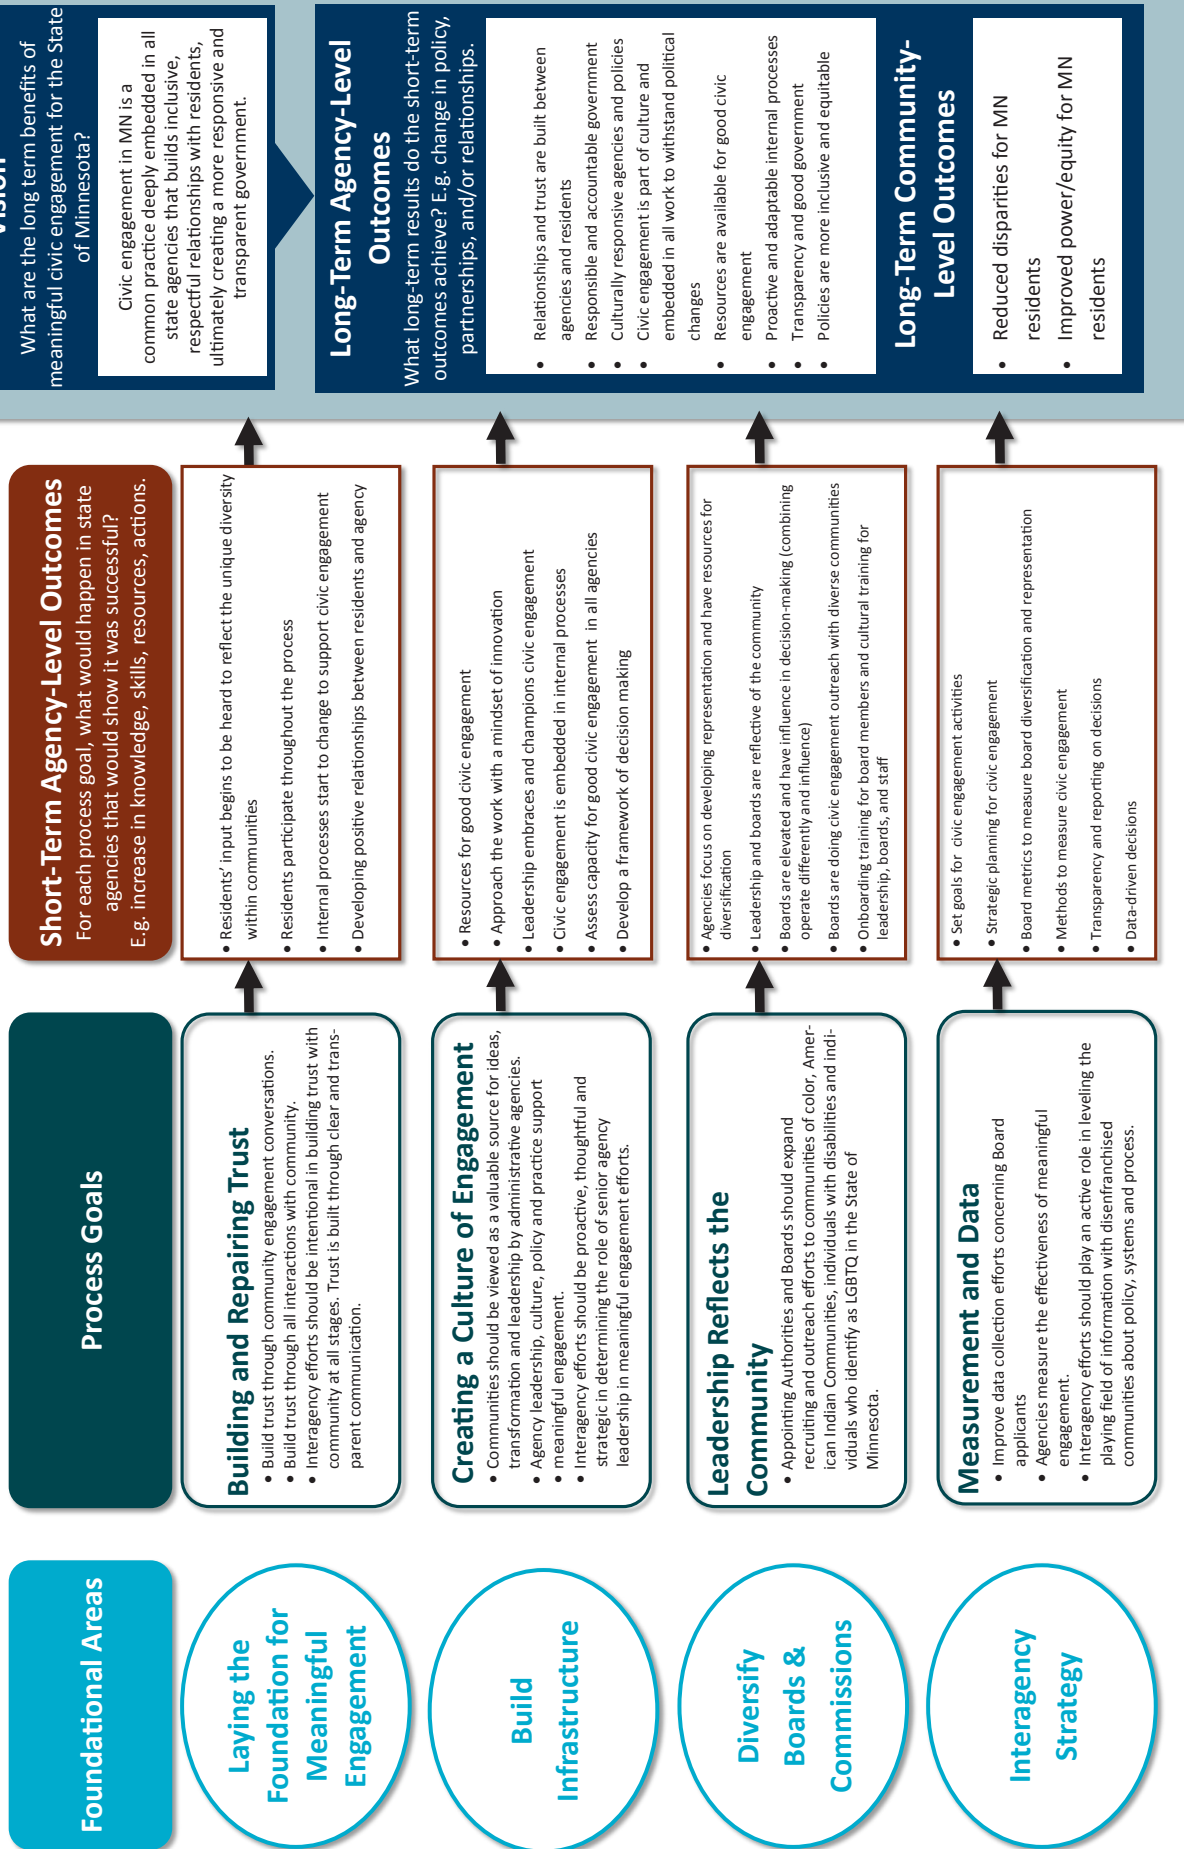 Foundational Areas
Laying the
Foundation for
Meaningful
Engagement
Build
Infrastructure
Diversify
Boards &
Commissions
Interagency
Strategy
Process Goals
Building and Repairing Trust
• Build trust through community engagement conversations.
• Build trust through all interactions with community.
• Interagency efforts should be intentional in building trust with
community at all stages. Trust is built through clear and trans-
parent communication.
Creating a Culture of Engagement
• Communities should be viewed as a valuable source for ideas,
transformation and leadership by administrative agencies.
• Agency leadership, culture, policy and practice support
• meaningful engagement.
• Interagency efforts should be proactive, thoughtful and
strategic in determining the role of senior agency
leadership in meaningful engagement efforts.
Leadership Reflects the
Community
• Appointing Authorities and Boards should expand
recruiting and outreach efforts to communities of color, Amer-
ican Indian Communities, individuals with disabilities and indi-
viduals who identify as LGBTQ in the State of
Minnesota.
Measurement and Data
• Improve data collection efforts concerning Board
applicants
• Agencies measure the effectiveness of meaningful
engagement.
• Interagency efforts should play an active role in leveling the
playing field of information with disenfranchised
communities about policy, systems and process.
Short-Term Agency-Level Outcomes
For each process goal, what would happen in state
agencies that would show it was successful?
E.g. increase in knowledge, skills, resources, actions.
• Residents' input begins to be heard to reflect the unique diversity
within communities
• Residents participate throughout the process
• Internal processes start to change to support civic engagement
• Developing positive relationships between residents and agency
• Resources for good civic engagement
• Approach the work with a mindset of innovation
• Leadership embraces and champions civic engagement
• Civic engagement is embedded in internal processes
• Assess capacity for good civic engagement in all agencies
• Develop a framework of decision making
• Agencies focus on developing representation and have resources for
diversification
• Leadership and boards are reflective of the community
• Boards are elevated and have influence in decision-making (combining
operate differently and influence)
• Boards are doing civic engagement outreach with diverse communities
• Onboarding training for board members and cultural training for
leadership, boards, and staff
• Set goals for civic engagement activities
• Strategic planning for civic engagement
• Board metrics to measure board diversification and representation
• Methods to measure civic engagement
• Transparency and reporting on decisions
• Data-driven decisions
Vision
What are the long term benefits of
meaningful civic engagement for the State
of Minnesota?
Civic engagement in MN is a
common practice deeply embedded in all
state agencies that builds inclusive,
respectful relationships with residents,
ultimately creating a more responsive and
transparent government.
Long-Term Agency-Level
Outcomes
What long-term results do the short-term
outcomes achieve? E.g. change in policy,
partnerships, and/or relationships.
• Relationships and trust are built between
agencies and residents
• Responsible and accountable government
• Culturally responsive agencies and policies
• Civic engagement is part of culture and
embedded in all work to withstand political
changes
• Resources are available for good civic
engagement
• Proactive and adaptable internal processes
• Transparency and good government
• Policies are more inclusive and equitable
Long-Term Community-
Level Outcomes
• Reduced disparities for MN
residents
• Improved power/equity for MN
residents